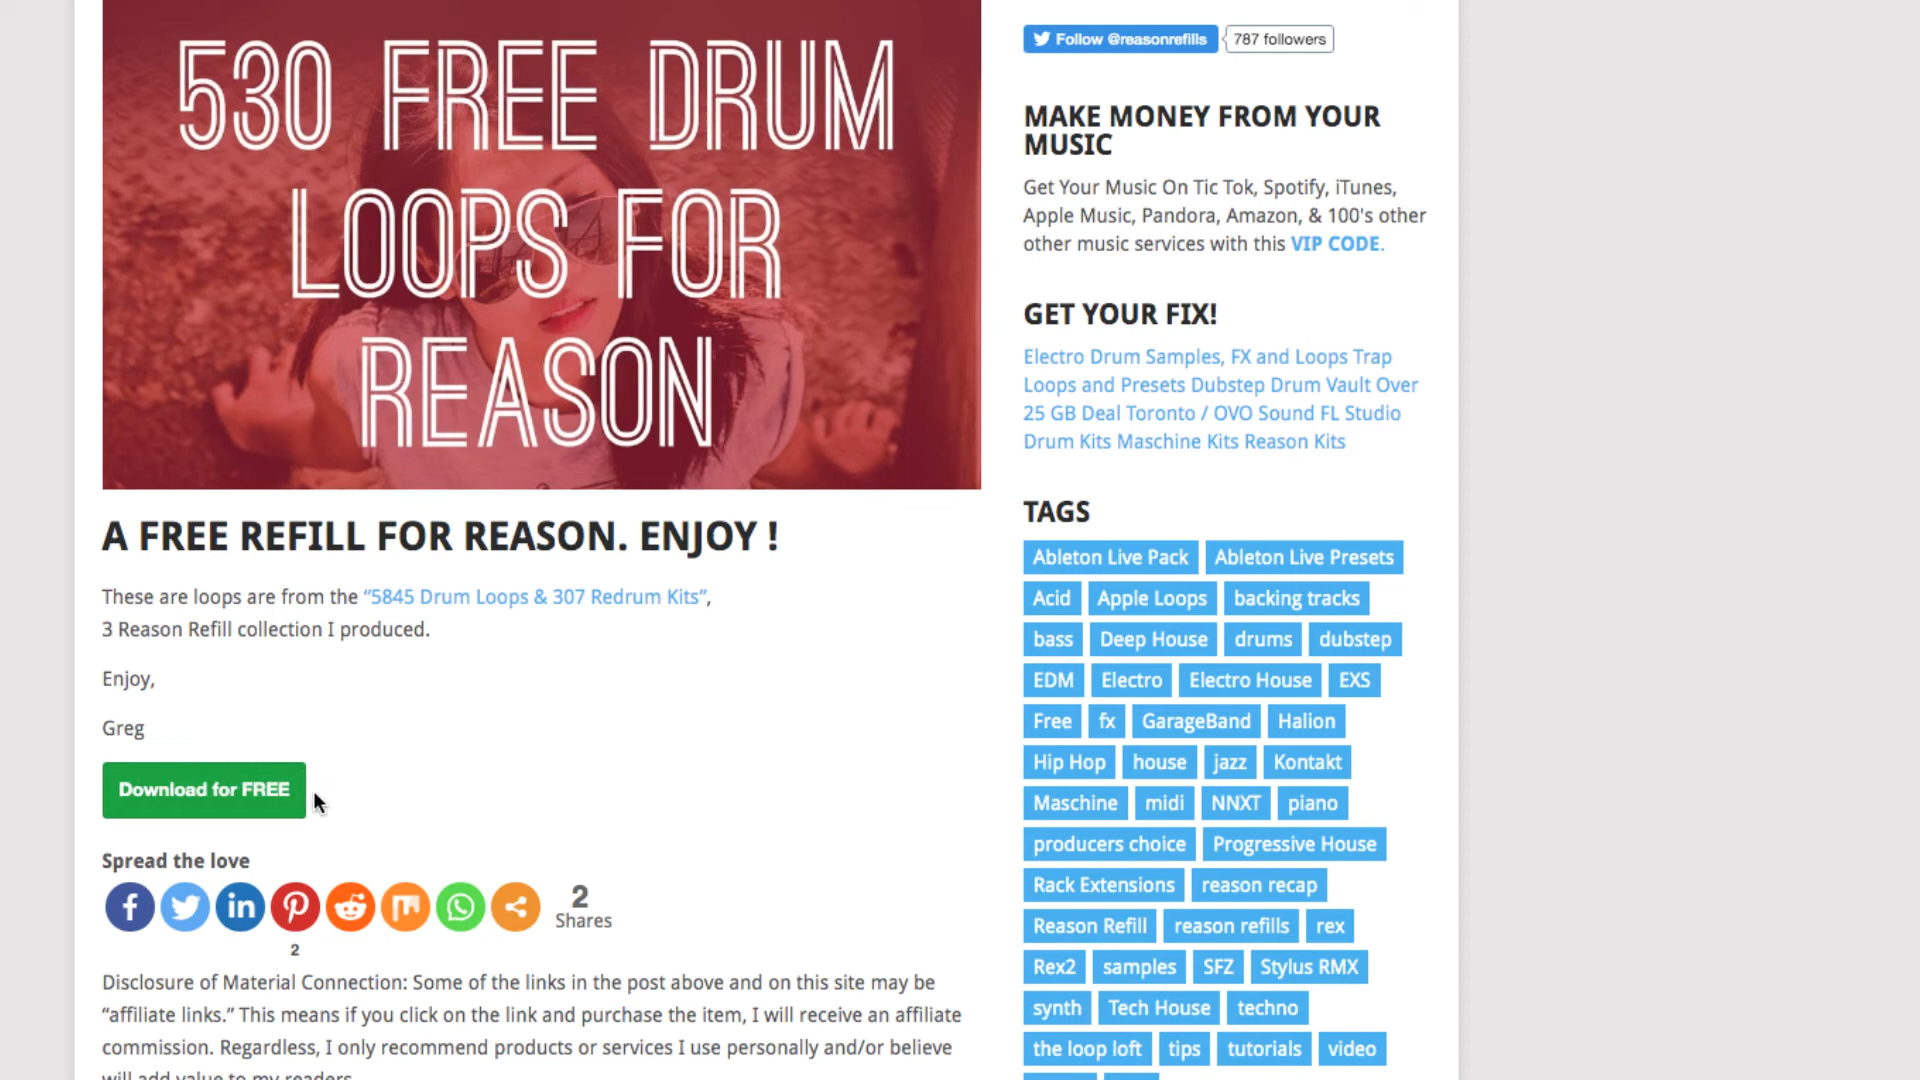 530 FREE DRUM
LOOPS FOR
REASON
A FREE REFILL FOR REASON. ENJOY !
These are loops are from the “5845 Drum Loops & 307 Redrum Kits”,
3 Reason Refill collection I produced.
Enjoy,
Greg
Download for FREE
Spread the love
2
Shares
2
Disclosure of Material Connection: Some of the links in the post above and on this site may be
“affiliate links.” This means if you click on the link and purchase the item, I will receive an affiliate
commission. Regardless, I only recommend products or services I use personally and/or believe
will add value to my readers.
Follow @reasonrefills 787 followers
MAKE MONEY FROM YOUR
MUSIC
Get Your Music On Tic Tok, Spotify, iTunes,
Apple Music, Pandora, Amazon, & 100's other
other music services with this VIP CODE.
GET YOUR FIX!
Electro Drum Samples, FX and Loops Trap
Loops and Presets Dubstep Drum Vault Over
25 GB Deal Toronto / OVO Sound FL Studio
Drum Kits Maschine Kits Reason Kits
TAGS
Ableton Live Pack Ableton Live Presets
Acid Apple Loops backing tracks
bass Deep House drums dubstep
EDM Electro Electro House EXS
Free fx GarageBand Halion
Hip Hop house jazz Kontakt
Maschine midi NNXT piano
producers choice Progressive House
Rack Extensions reason recap
Reason Refill reason refills rex
Rex2 samples SFZ Stylus RMX
synth Tech House techno
the loop loft tips tutorials video